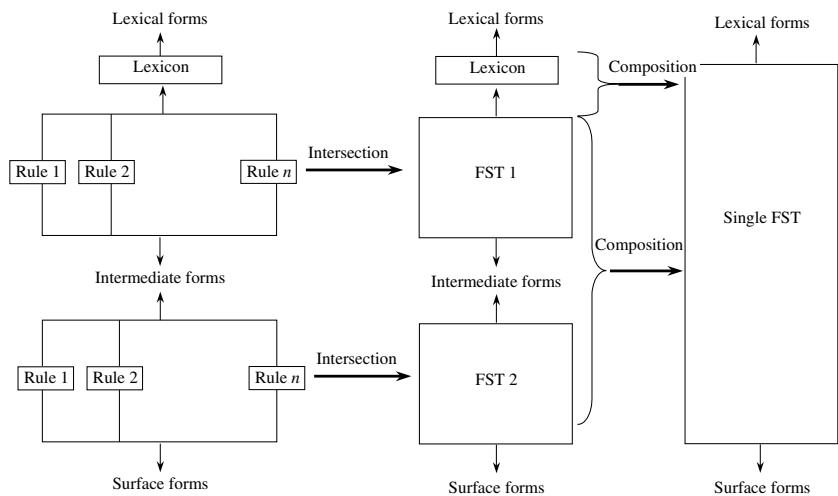 Lexical forms
Lexicon
Rule 1
Rule 2
Rule n
Intermediate forms
Rule 1
Rule 2
Rule n
Surface forms
Intersection
Intersection
Lexical forms
Lexicon
FST 1
Intermediate forms
FST 2
Surface forms
Composition
Composition
Lexical forms
Single FST
Surface forms